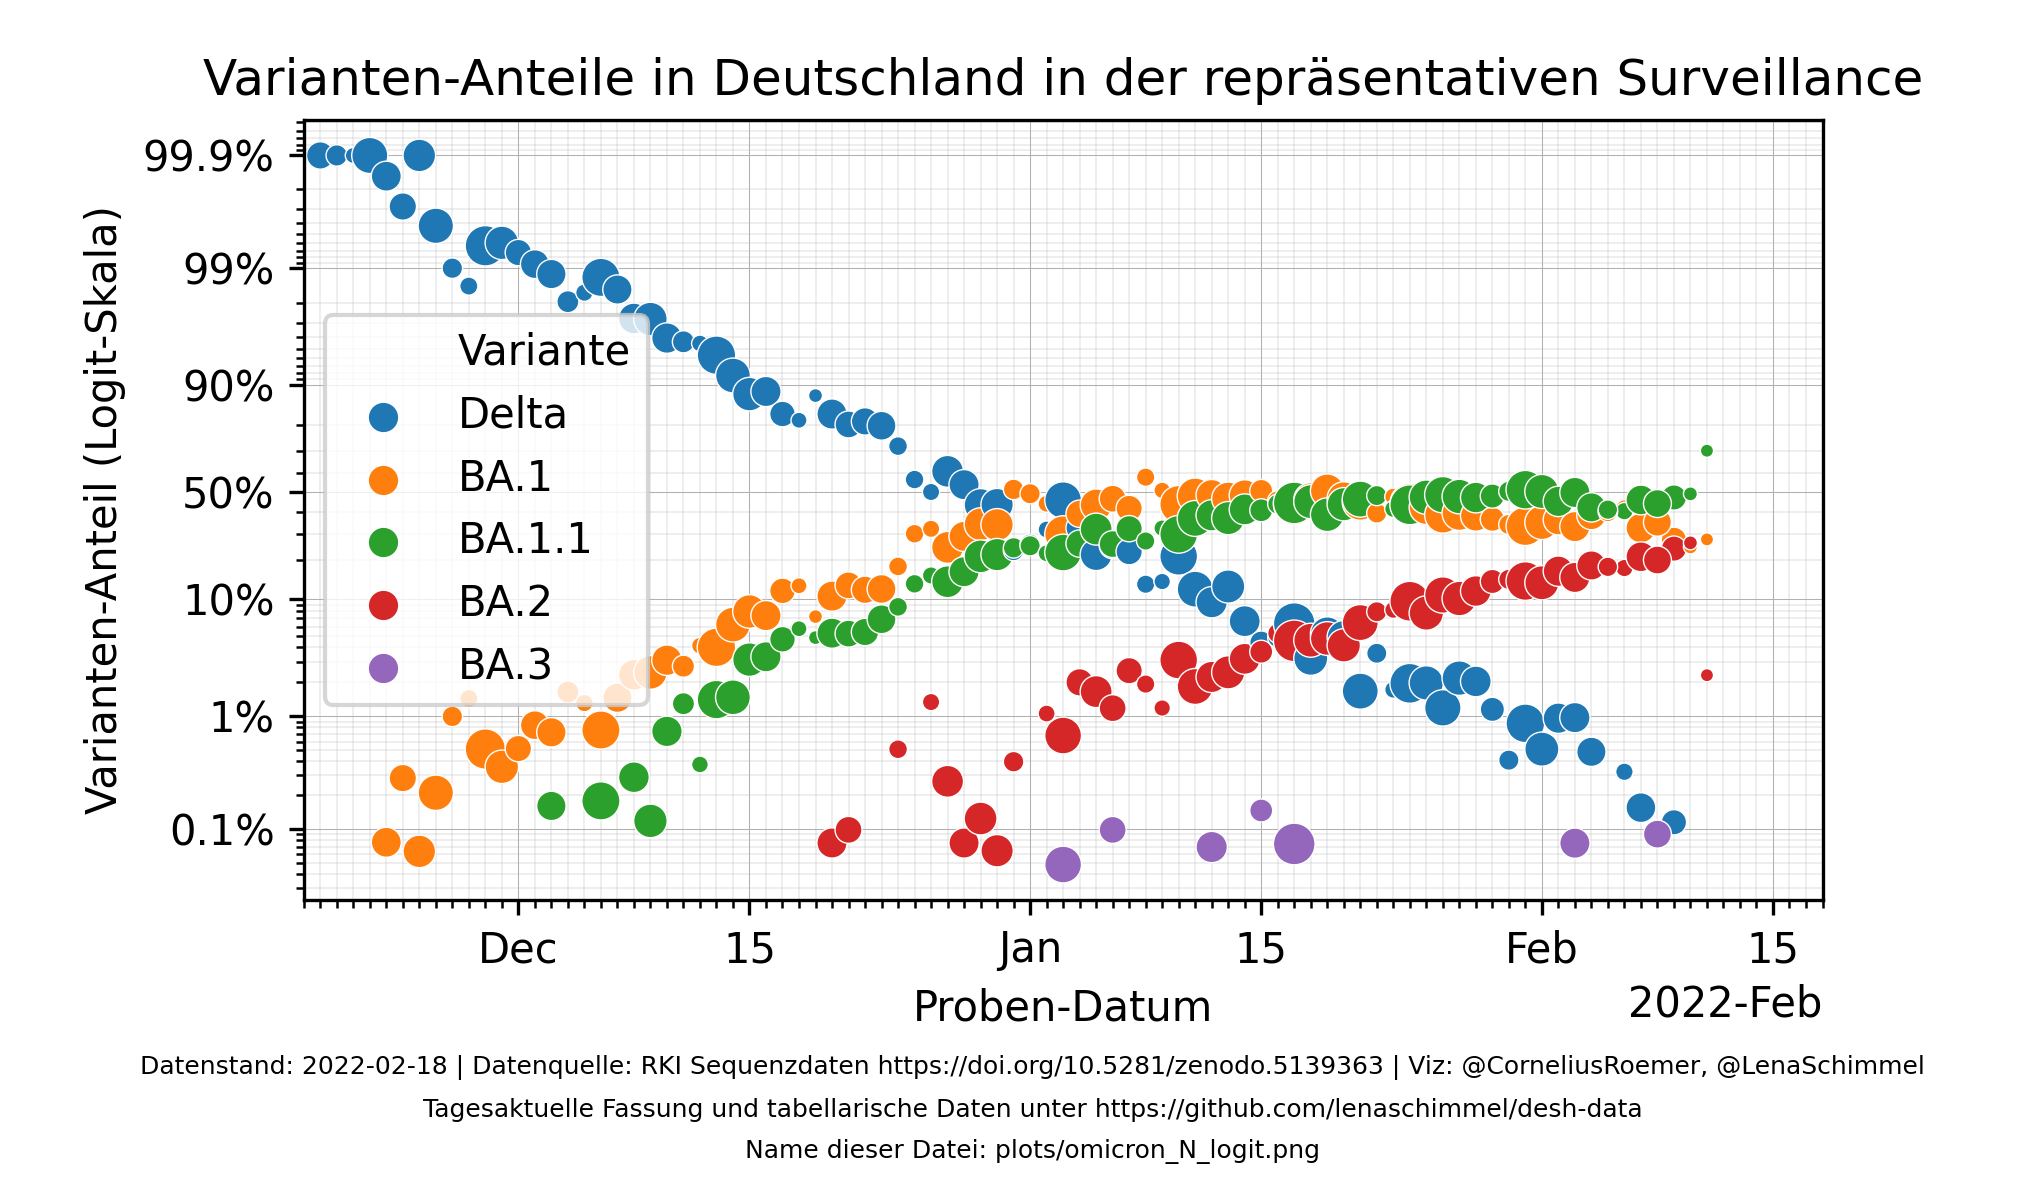 Varianten-Anteile in Deutschland in der repräsentativen Surveillance
Varianten-Anteil (Logit-Skala)
99.9%
99%
90%
50%
10%
1%
0.1%
Variante
Delta
BA.1
BA.1.1
BA.2
BA.3
Dec
15
Jan
15
Feb
15
Proben-Datum
2022-Feb
Datenstand: 2022-02-18 | Datenquelle: RKI Sequenzdaten https://doi.org/10.5281/zenodo.5139363 | Viz: @CorneliusRoemer, @LenaSchimmel
Tagesaktuelle Fassung und tabellarische Daten unter https://github.com/lenaschimmel/desh-data
Name dieser Datei: plots/omicron_N_logit.png